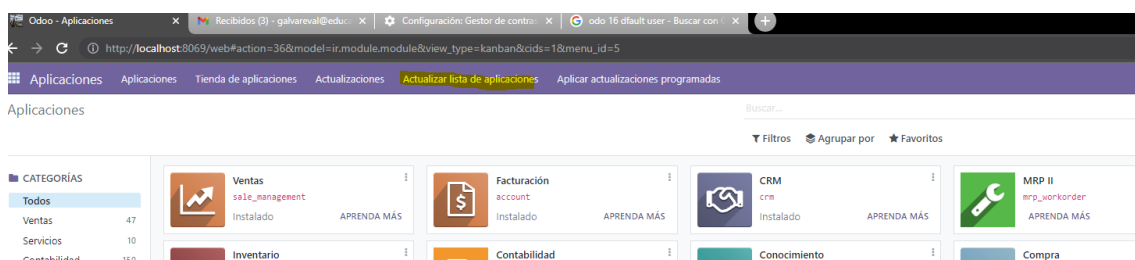 Odoo - Aplicaciones × Recibidos (3) - galvareval@educa × Configuración: Gestor de contras × odo 16 dfault user - Buscar con G × +
http://localhost:8069/web#action=36&model=ir.module.module&view_type=kanban&cids=1&menu_id=5
Aplicaciones Aplicaciones Tienda de aplicaciones Actualizaciones Actualizar lista de aplicaciones Aplicar actualizaciones programadas
Aplicaciones Buscar...
Filtros Agrupar por Favoritos
CATEGORÍAS
Todos
Ventas 47
Servicios 10
Contabilidad 150
Ventas
sale_management
Instalado APRENDA MÁS
Facturación
account
Instalado APRENDA MÁS
CRM
crm
Instalado APRENDA MÁS
MRP II
mrp_workorder
APRENDA MÁS
Inventario
Contabilidad
Conocimiento
Compra